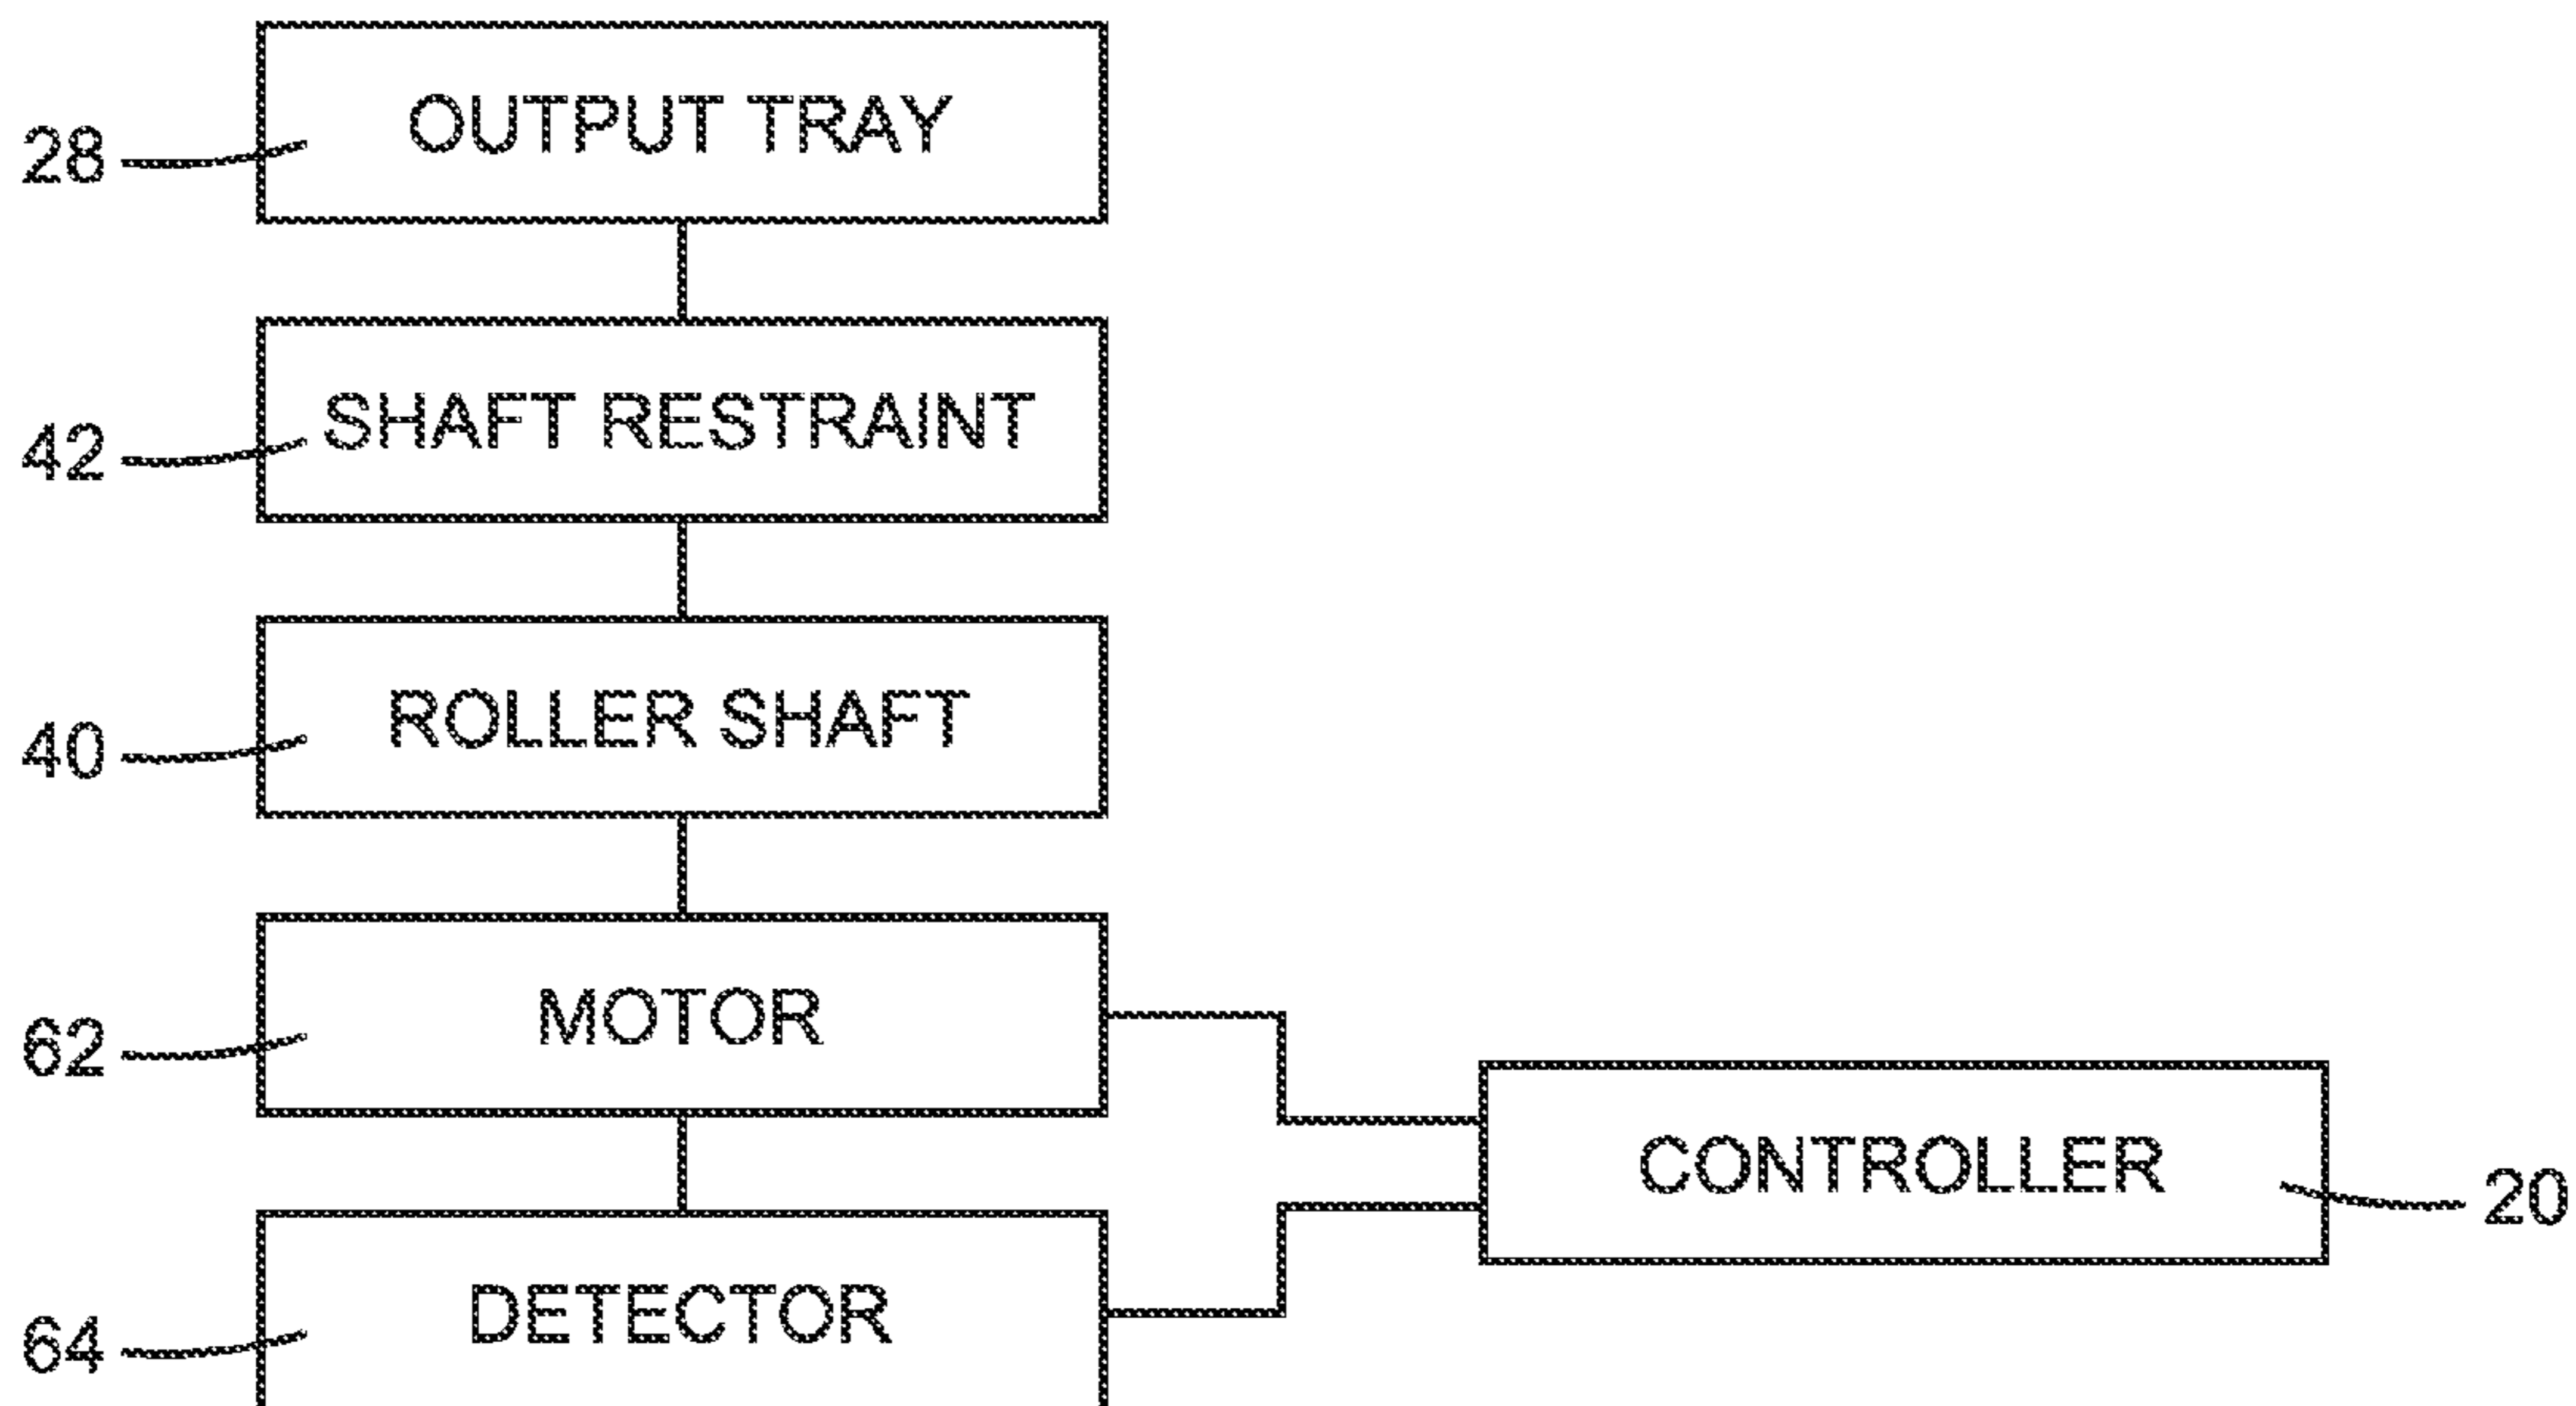 OUTPUT TRAY
28
SHAFT RESTRAINT
42
ROLLER SHAFT
40
MOTOR
62
CONTROLLER
20
DETECTOR
64